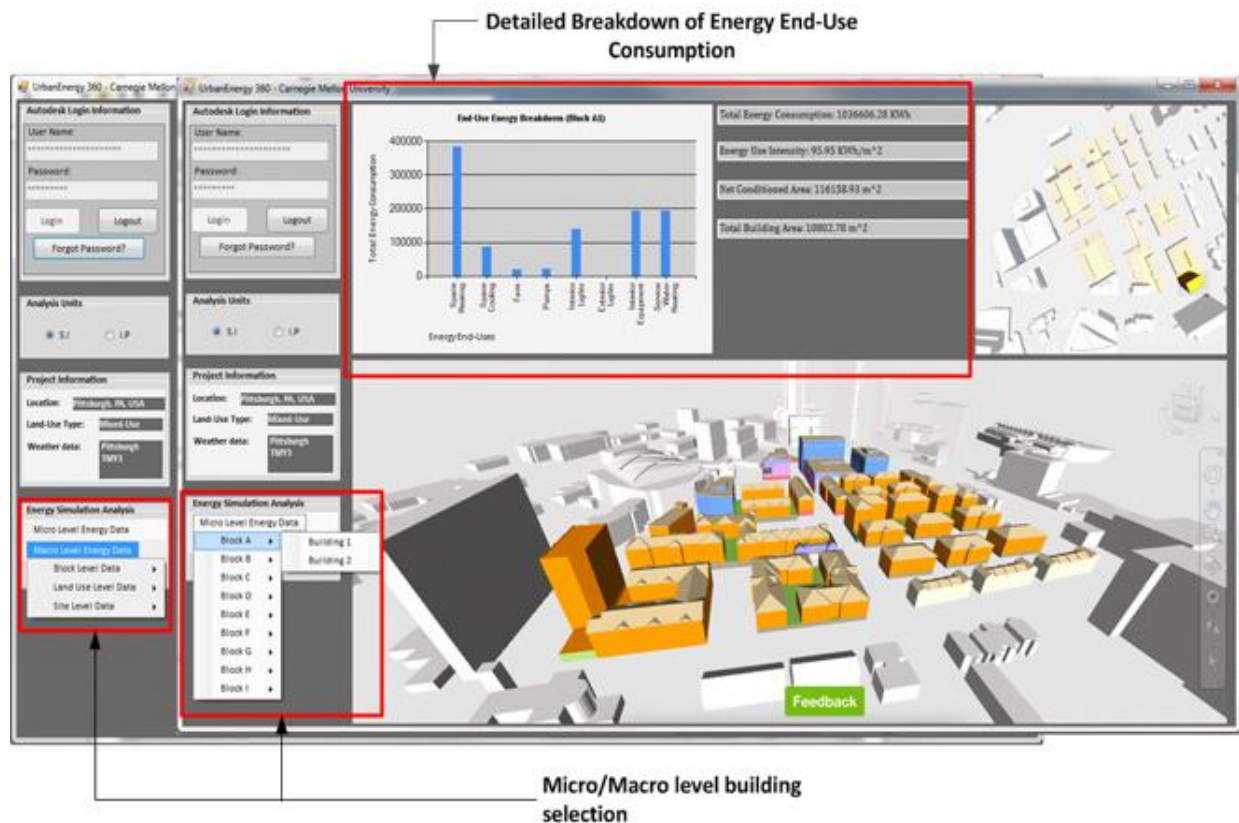 Detailed Breakdown of Energy End-Use
Consumption
UrbanEnergy 360 - Carnegie Mellon
UrbanEnergy 360 - Carnegie Mellon University
Autodesk Login Information
User Name:
Password:
Login
Logout
Forgot Password?
Analysis Units
S.I
I.P
Project Information
Location: Pittsburgh, PA, USA
Land-Use Type: Mixed-Use
Weather data: Pittsburgh
TMY3
Energy Simulation Analysis
Micro Level Energy Data
Macro Level Energy Data
Block Level Data
Land Use Level Data
Site Level Data
Autodesk Login Information
User Name:
Password:
Login
Logout
Forgot Password?
Analysis Units
S.I
I.P
Project Information
Location: Pittsburgh, PA, USA
Land-Use Type: Mixed-Use
Weather data: Pittsburgh
TMY3
Energy Simulation Analysis
Micro Level Energy Data
Block A
Block B
Block C
Block D
Block E
Block F
Block G
Block H
Block I
Building 1
Building 2
End-Use Energy Breakdown (Block A1)
Total Energy Consumption
400000
300000
200000
100000
0
Space
Heating
Space
Cooling
Fans
Pumps
Interior
Lights
Exterior
Lights
Interior
Equipment
Service
Water
Heating
Energy End-Uses
Total Energy Consumption: 1036606.28 KWh
Energy Use Intensity: 95.95 KWh/m^2
Net Conditioned Area: 116158.93 m^2
Total Building Area: 10802.78 m^2
Feedback
Micro/Macro level building
selection